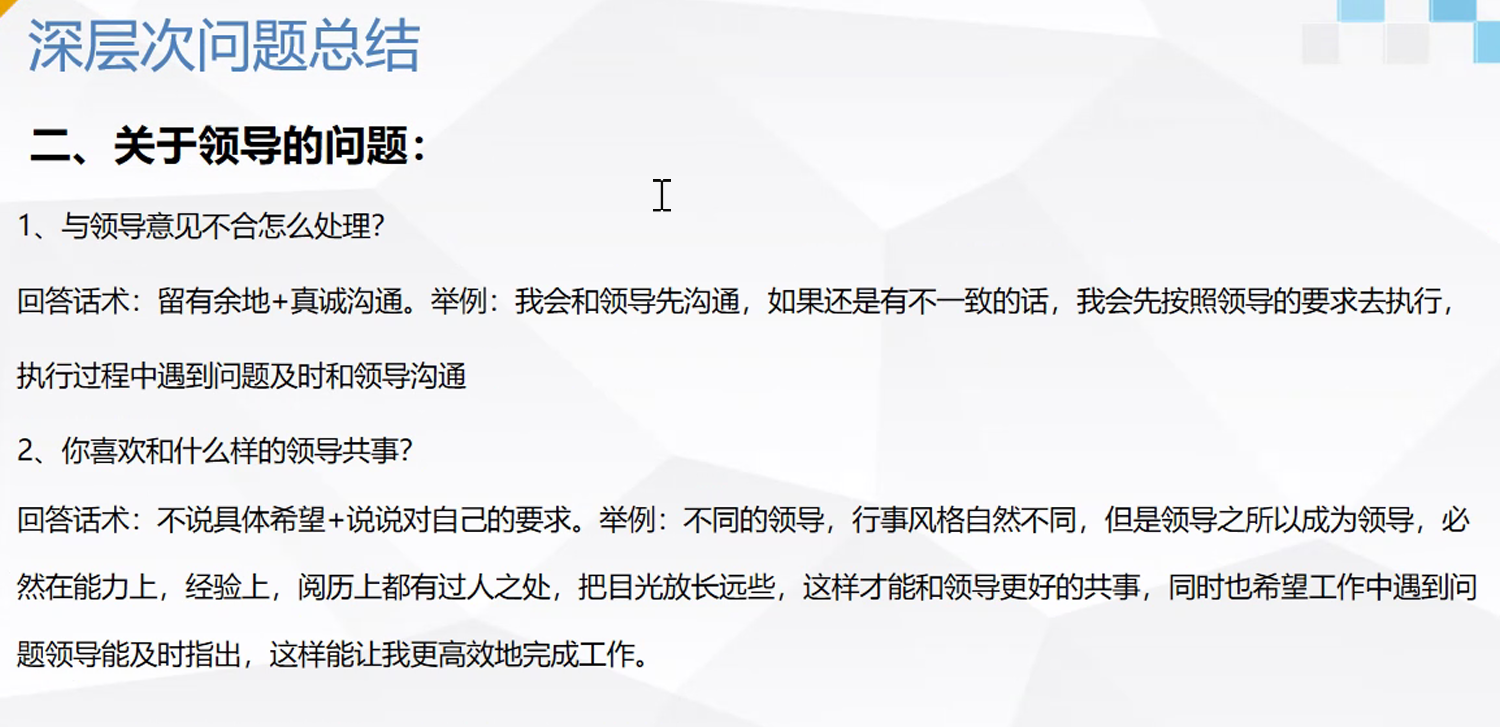 深层次问题总结
二、关于领导的问题：
1、与领导意见不合怎么处理？
回答话术：留有余地+真诚沟通。举例：我会和领导先沟通，如果还是有不一致的话，我会先按照领导的要求去执行，
执行过程中遇到问题及时和领导沟通
2、你喜欢和什么样的领导共事？
回答话术：不说具体希望+说说对自己的要求。举例：不同的领导，行事风格自然不同，但是领导之所以成为领导，必
然在能力上，经验上，阅历上都有过人之处，把目光放长远些，这样才能和领导更好的共事，同时也希望工作中遇到问
题领导能及时指出，这样能让我更高效地完成工作。